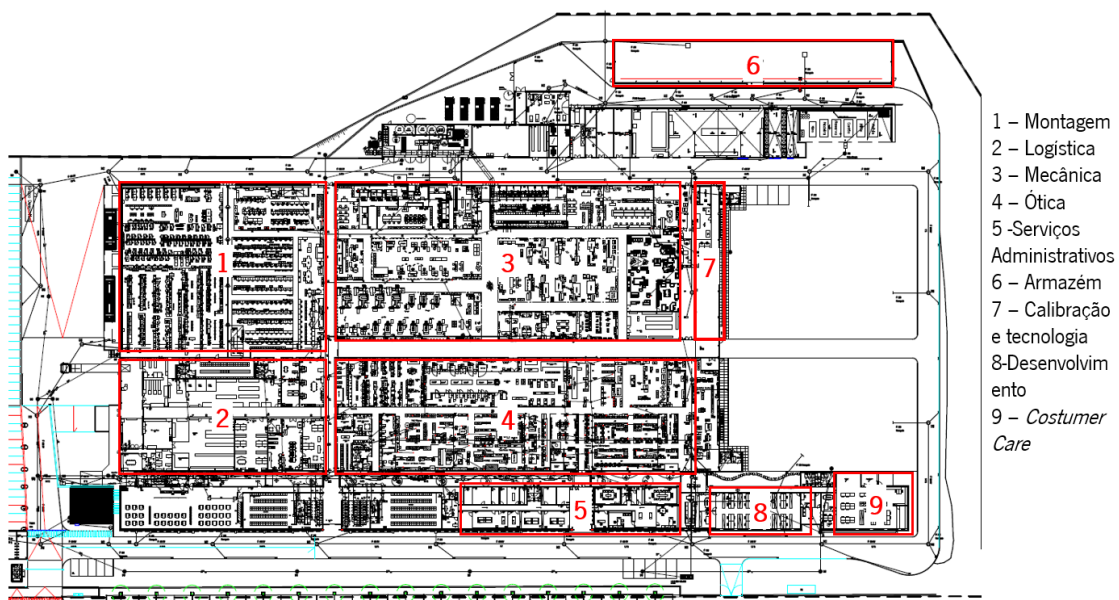 6
1
3
7
2
4
5
8
9
1 – Montagem
2 – Logística
3 – Mecânica
4 – Ótica
5 -Serviços
Administrativos
6 – Armazém
7 – Calibração
e tecnologia
8-Desenvolvim
ento
9 – Costumer
Care